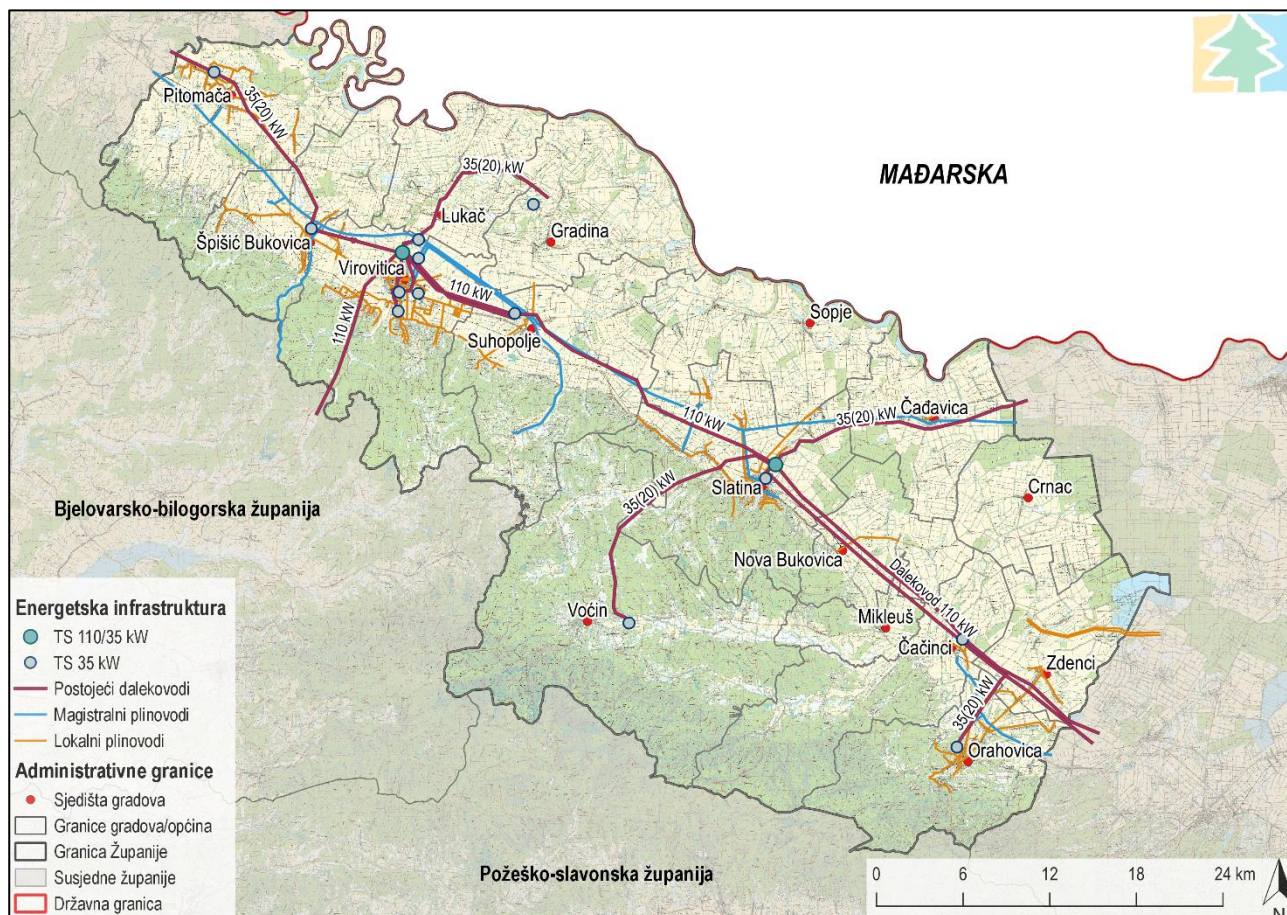 Pitomača
35(20) kW
35(20) kW
MAĐARSKA
Lukač
Gradina
Špišić Bukovica
Virovitica
110 kW
110 kW
Suhopolje
Sopje
110 kW
35(20) kW
Čađavica
35(20) kW
Slatina
Crnac
Bjelovarsko-bilogorska županija
Nova Bukovica
Dalekovod 110 kW
Voćin
Mikleuš
Čačinci
Zdenci
35(20) kW
Orahovica
Požeško-slavonska županija
Energetska infrastruktura
TS 110/35 kW
TS 35 kW
Postojeći dalekovodi
Magistralni plinovodi
Lokalni plinovodi
Administrativne granice
Sjedišta gradova
Granice gradova/općina
Granica Županije
Susjedne županije
Državna granica
0 6 12 18 24 km
N